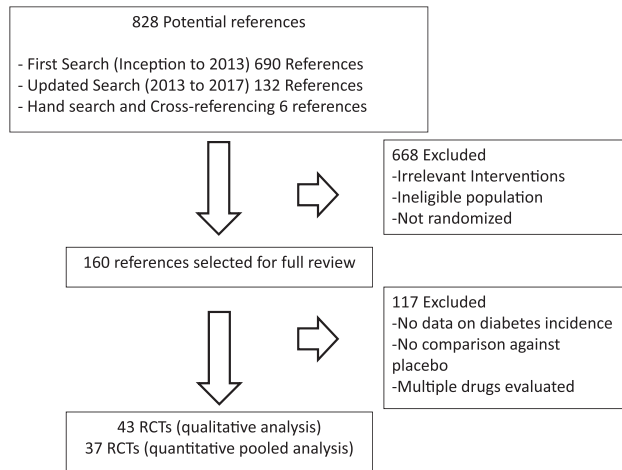 828 Potential references
- First Search (Inception to 2013) 690 References
- Updated Search (2013 to 2017) 132 References
- Hand search and Cross-referencing 6 references
668 Excluded
-Irrelevant Interventions
-Ineligible population
-Not randomized
160 references selected for full review
117 Excluded
-No data on diabetes incidence
-No comparison against
placebo
-Multiple drugs evaluated
43 RCTs (qualitative analysis)
37 RCTs (quantitative pooled analysis)